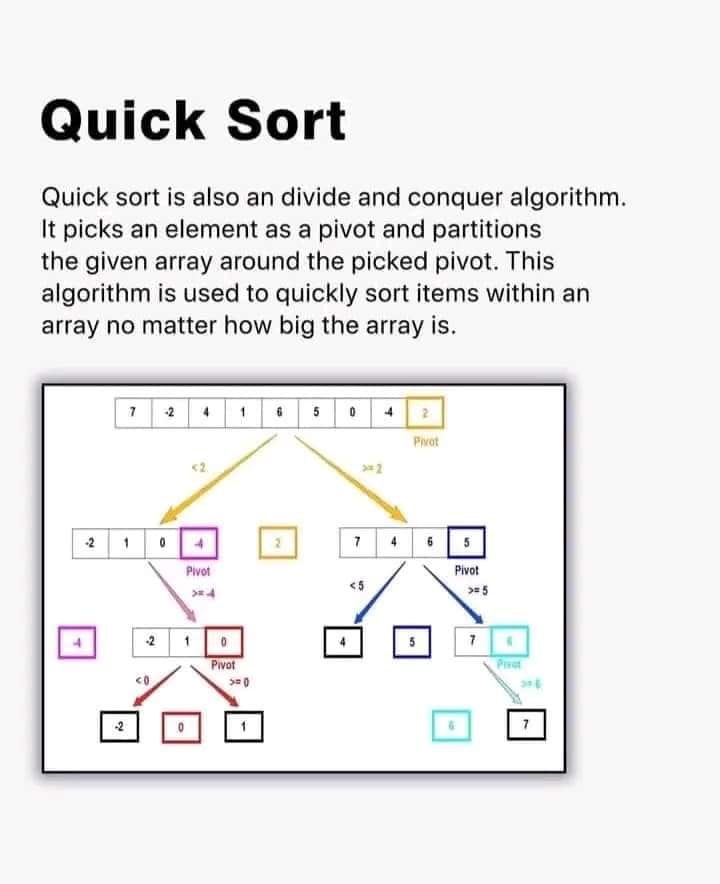 Quick Sort
Quick sort is also an divide and conquer algorithm.
It picks an element as a pivot and partitions
the given array around the picked pivot. This
algorithm is used to quickly sort items within an
array no matter how big the array is.
7 -2 4 1 6 5 0 -4 2
Pivot
<2 >= 2
-2 1 0 -4 2 7 4 6 5
Pivot Pivot
>= -4 <5 >= 5
-4 -2 1 0 4 5 7 6
Pivot Pivot
<0 >= 0 >= 6
-2 0 1 6 7